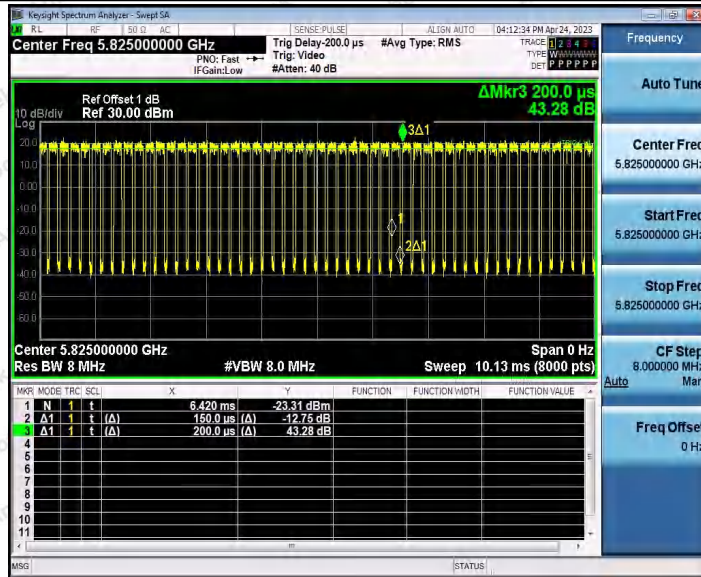 Keysight Spectrum Analyzer - Swept SA
RL RF 50 Ω AC SENSE:PULSE ALIGN AUTO 04:12:34 PM Apr 24, 2023
Center Freq 5.825000000 GHz
PNO: Fast
IFGain:Low
Trig Delay-200.0 µs
Trig: Video
#Atten: 40 dB
#Avg Type: RMS
TRACE 1 2 3 4 5 6
TYPE W
DET P P P P P P
ΔMkr3 200.0 µs
43.28 dB
10 dB/div
Log
Ref Offset 1 dB
Ref 30.00 dBm
3Δ1
20.0
10.0
0.00
1
-10.0
-20.0
2Δ1
-30.0
-40.0
-50.0
-60.0
Center 5.825000000 GHz Span 0 Hz
Res BW 8 MHz #VBW 8.0 MHz Sweep 10.13 ms (8000 pts)
MKR MODE TRC SCL X Y FUNCTION FUNCTION WIDTH FUNCTION VALUE
1 N 1 t 6.420 ms -23.31 dBm
2 Δ1 1 t (Δ) 150.0 µs (Δ) -12.75 dB
3 Δ1 1 t (Δ) 200.0 µs (Δ) 43.28 dB
4
5
6
7
8
9
10
11
MSG STATUS
Frequency
Auto Tune
Center Freq
5.825000000 GHz
Start Freq
5.825000000 GHz
Stop Freq
5.825000000 GHz
CF Step
8.000000 MHz
Auto Man
Freq Offset
0 Hz